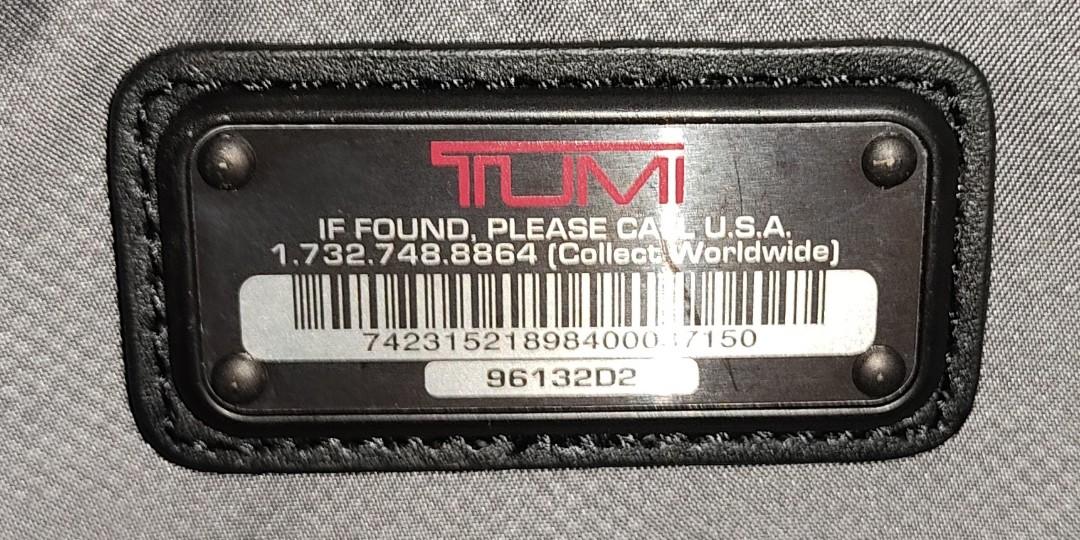 TUMI
IF FOUND, PLEASE CALL U.S.A.
1.732.748.8864 (Collect Worldwide)
96132D2